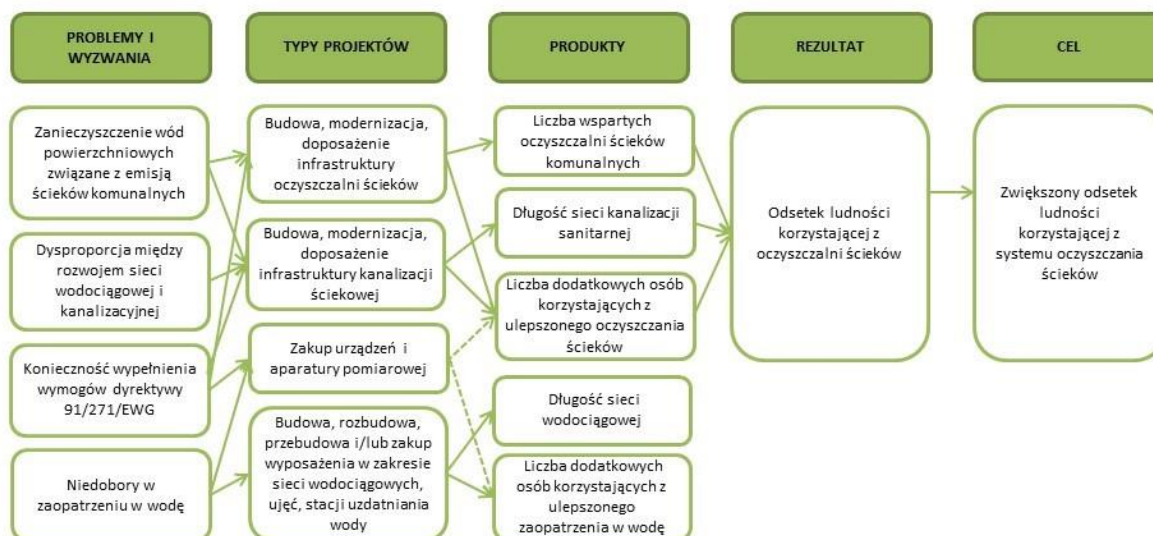 PROBLEMY I
WYZWANIA
TYPY PROJEKTÓW
PRODUKTY
REZULTAT
CEL
Zanieczyszczenie wód
powierzchniowych
związane z emisją
ścieków komunalnych
Dysproporcja między
rozwojem sieci
wodociągowej i
kanalizacyjnej
Konieczność wypełnienia
wymogów dyrektywy
91/271/EWG
Niedobory w
zaopatrzeniu w wodę
Budowa, modernizacja,
doposażenie
infrastruktury
oczyszczalni ścieków
Budowa, modernizacja,
doposażenie
infrastruktury kanalizacji
ściekowej
Zakup urządzeń i
aparatury pomiarowej
Budowa, rozbudowa,
przebudowa i/lub zakup
wyposażenia w zakresie
sieci wodociągowych,
ujęć, stacji uzdatniania
wody
Liczba wspartych
oczyszczalni ścieków
komunalnych
Długość sieci kanalizacji
sanitarnej
Liczba dodatkowych osób
korzystających z
ulepszonego oczyszczania
ścieków
Długość sieci
wodociągowej
Liczba dodatkowych
osób korzystających z
ulepszonego
zaopatrzenia w wodę
Odsetek ludności
korzystającej z
oczyszczalni ścieków
Zwiększony odsetek
ludności
korzystającej z
systemu oczyszczania
ścieków